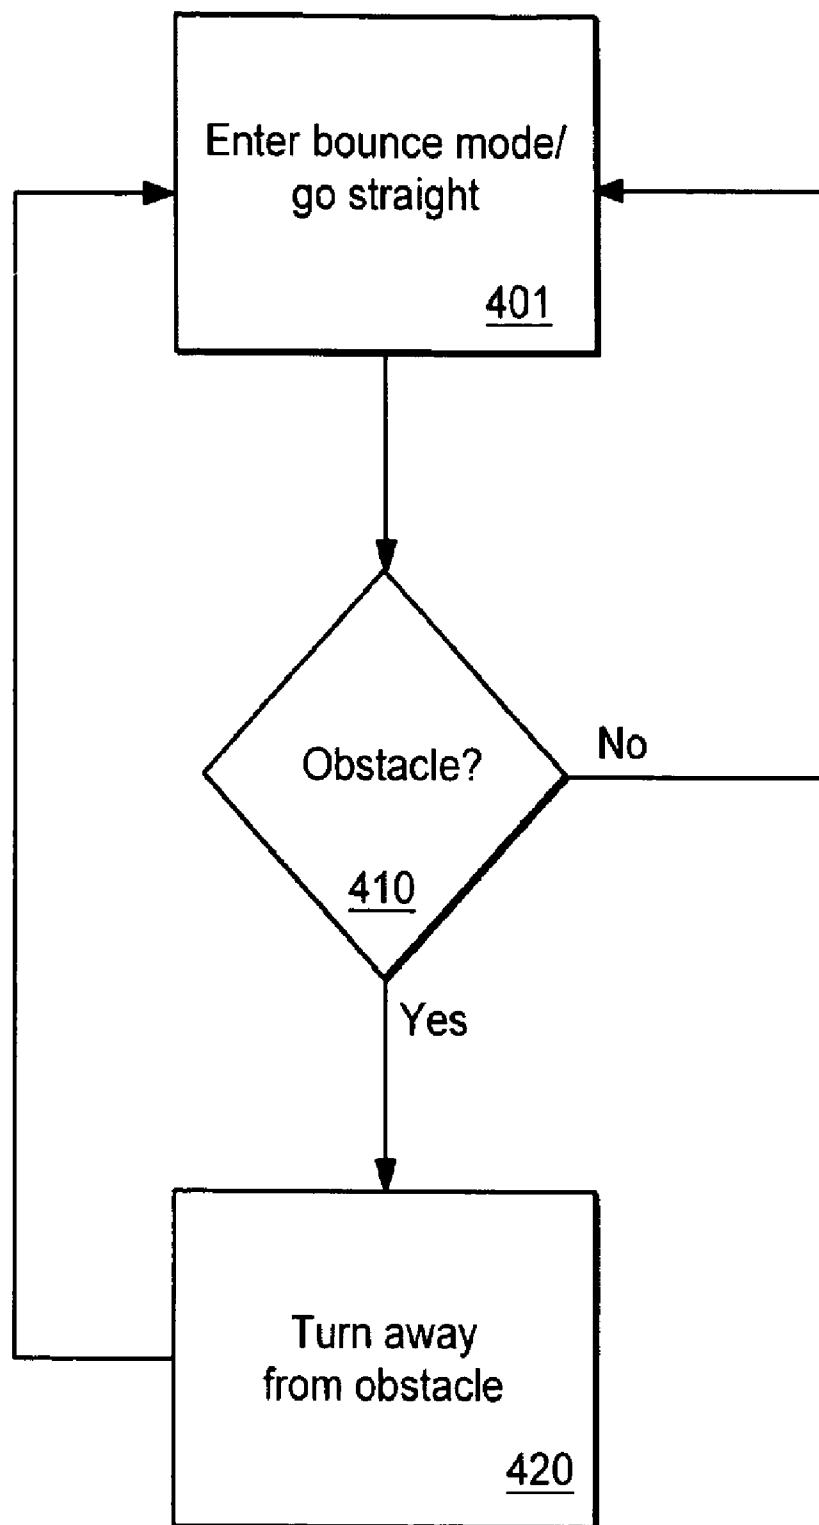 Enter bounce mode/
go straight
401
Obstacle?
No
410
Yes
Turn away
from obstacle
420